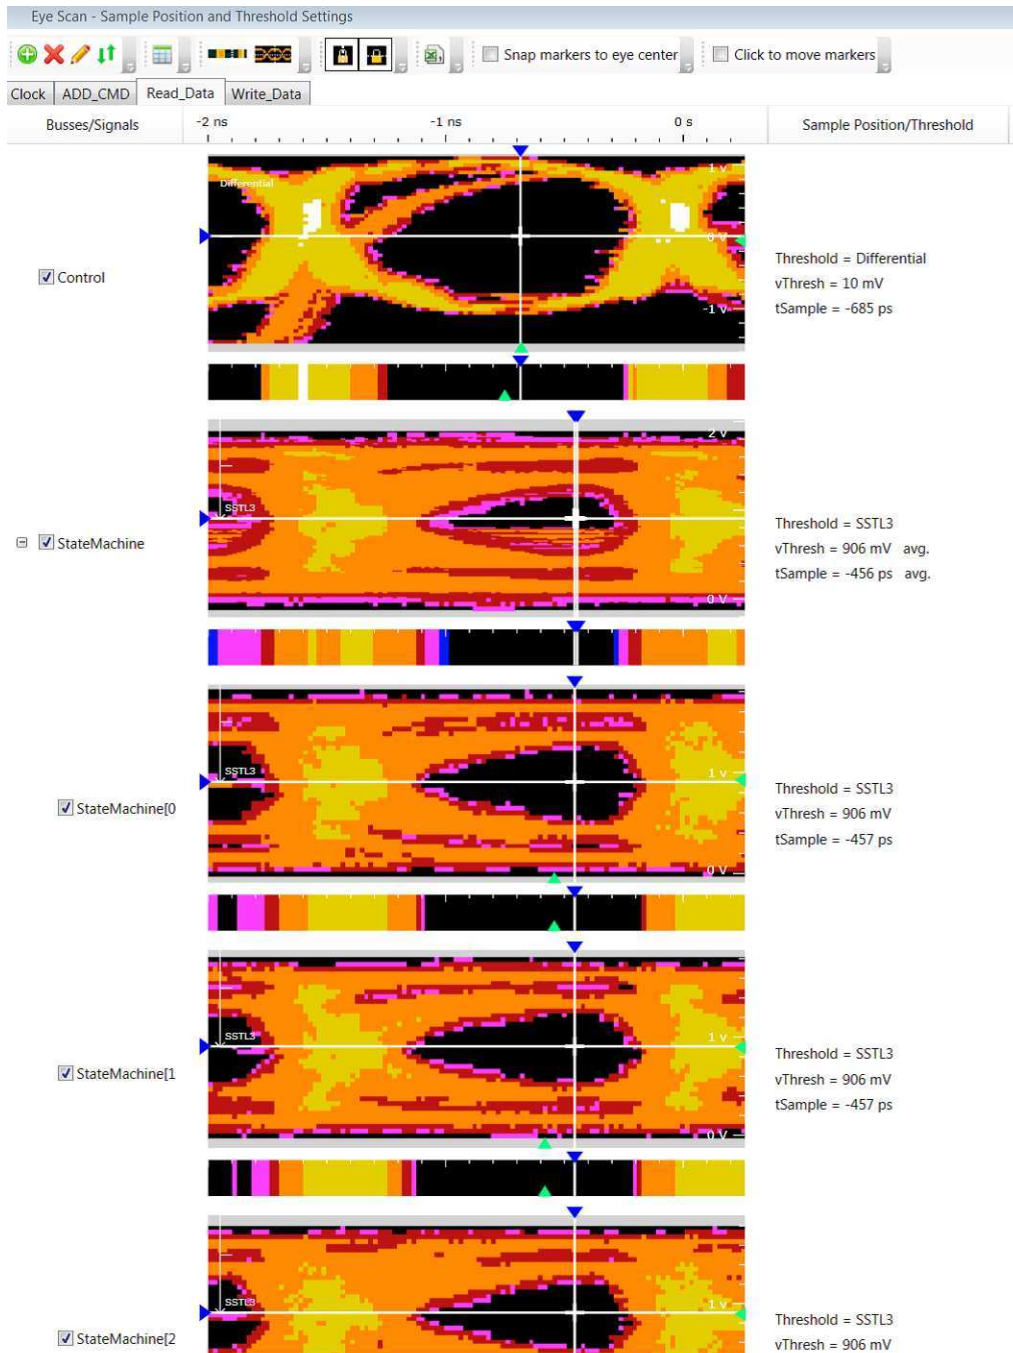 Eye Scan - Sample Position and Threshold Settings
Snap markers to eye center
Click to move markers
Clock ADD_CMD Read_Data Write_Data
Busses/Signals -2 ns -1 ns 0 s Sample Position/Threshold
Differential
1 V
0 V
-1 V
Control
Threshold = Differential
vThresh = 10 mV
tSample = -685 ps
2 V
SSTL3
0 V
StateMachine
Threshold = SSTL3
vThresh = 906 mV avg.
tSample = -456 ps avg.
SSTL3
1 V
0 V
StateMachine[0
Threshold = SSTL3
vThresh = 906 mV
tSample = -457 ps
SSTL3
1 V
0 V
StateMachine[1
Threshold = SSTL3
vThresh = 906 mV
tSample = -457 ps
SSTL3
1 V
StateMachine[2
Threshold = SSTL3
vThresh = 906 mV